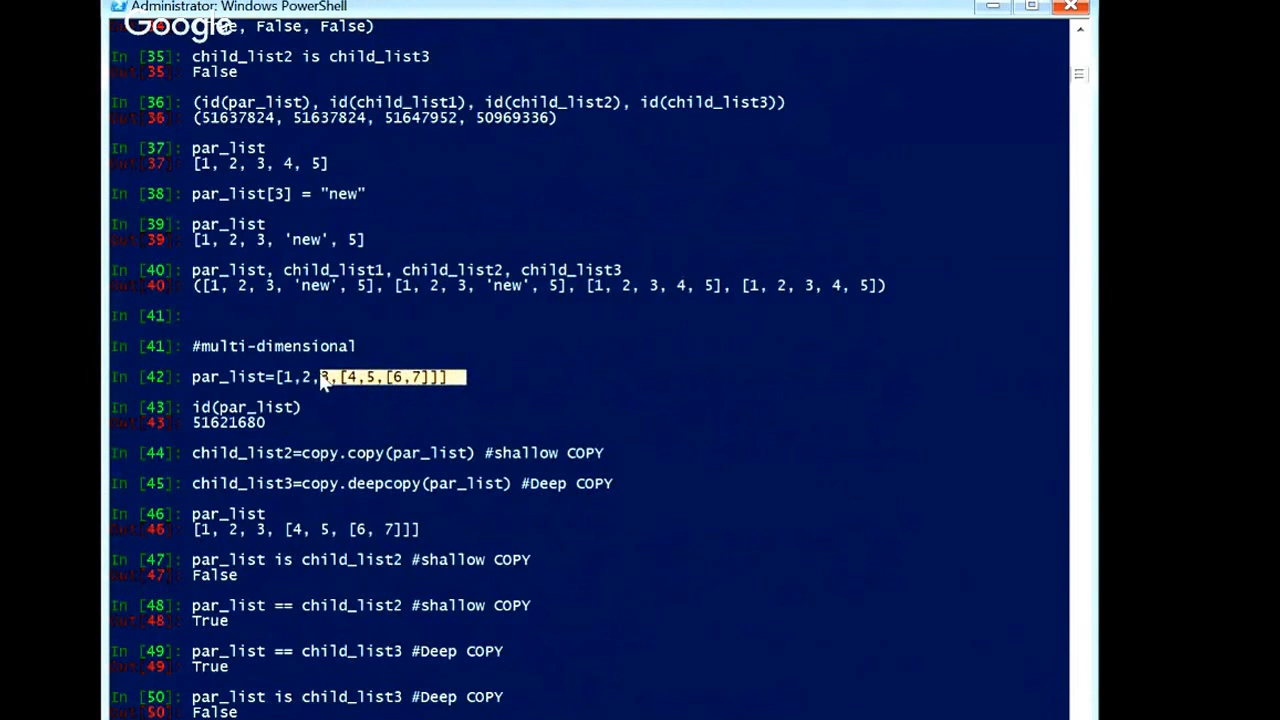 Administrator: Windows PowerShell
Google
e, False, False)
In [35]: child_list2 is child_list3
Out[35]: False
In [36]: (id(par_list), id(child_list1), id(child_list2), id(child_list3))
Out[36]: (51637824, 51637824, 51647952, 50969336)
In [37]: par_list
Out[37]: [1, 2, 3, 4, 5]
In [38]: par_list[3] = "new"
In [39]: par_list
Out[39]: [1, 2, 3, 'new', 5]
In [40]: par_list, child_list1, child_list2, child_list3
Out[40]: ([1, 2, 3, 'new', 5], [1, 2, 3, 'new', 5], [1, 2, 3, 4, 5], [1, 2, 3, 4, 5])
In [41]:
In [41]: #multi-dimensional
In [42]: par_list=[1,2,3,[4,5,[6,7]]]
In [43]: id(par_list)
Out[43]: 51621680
In [44]: child_list2=copy.copy(par_list) #shallow COPY
In [45]: child_list3=copy.deepcopy(par_list) #Deep COPY
In [46]: par_list
Out[46]: [1, 2, 3, [4, 5, [6, 7]]]
In [47]: par_list is child_list2 #shallow COPY
Out[47]: False
In [48]: par_list == child_list2 #shallow COPY
Out[48]: True
In [49]: par_list == child_list3 #Deep COPY
Out[49]: True
In [50]: par_list is child_list3 #Deep COPY
Out[50]: False